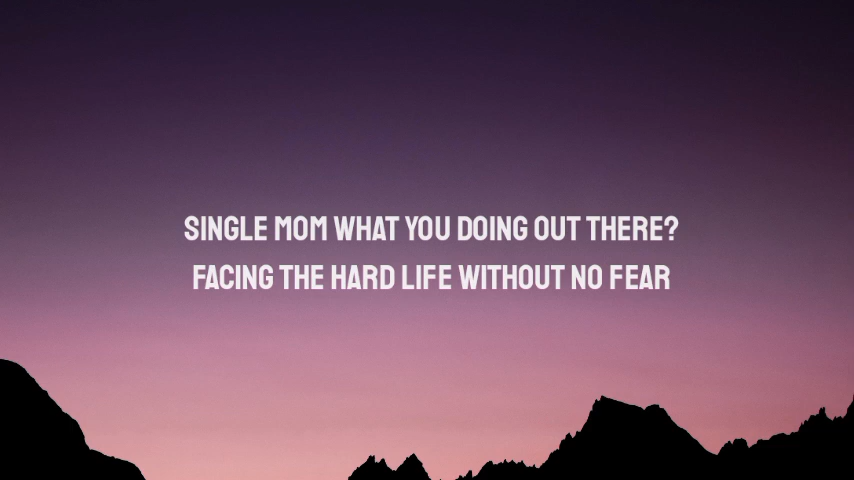 SINGLE MOM WHAT YOU DOING OUT THERE?
FACING THE HARD LIFE WITHOUT NO FEAR